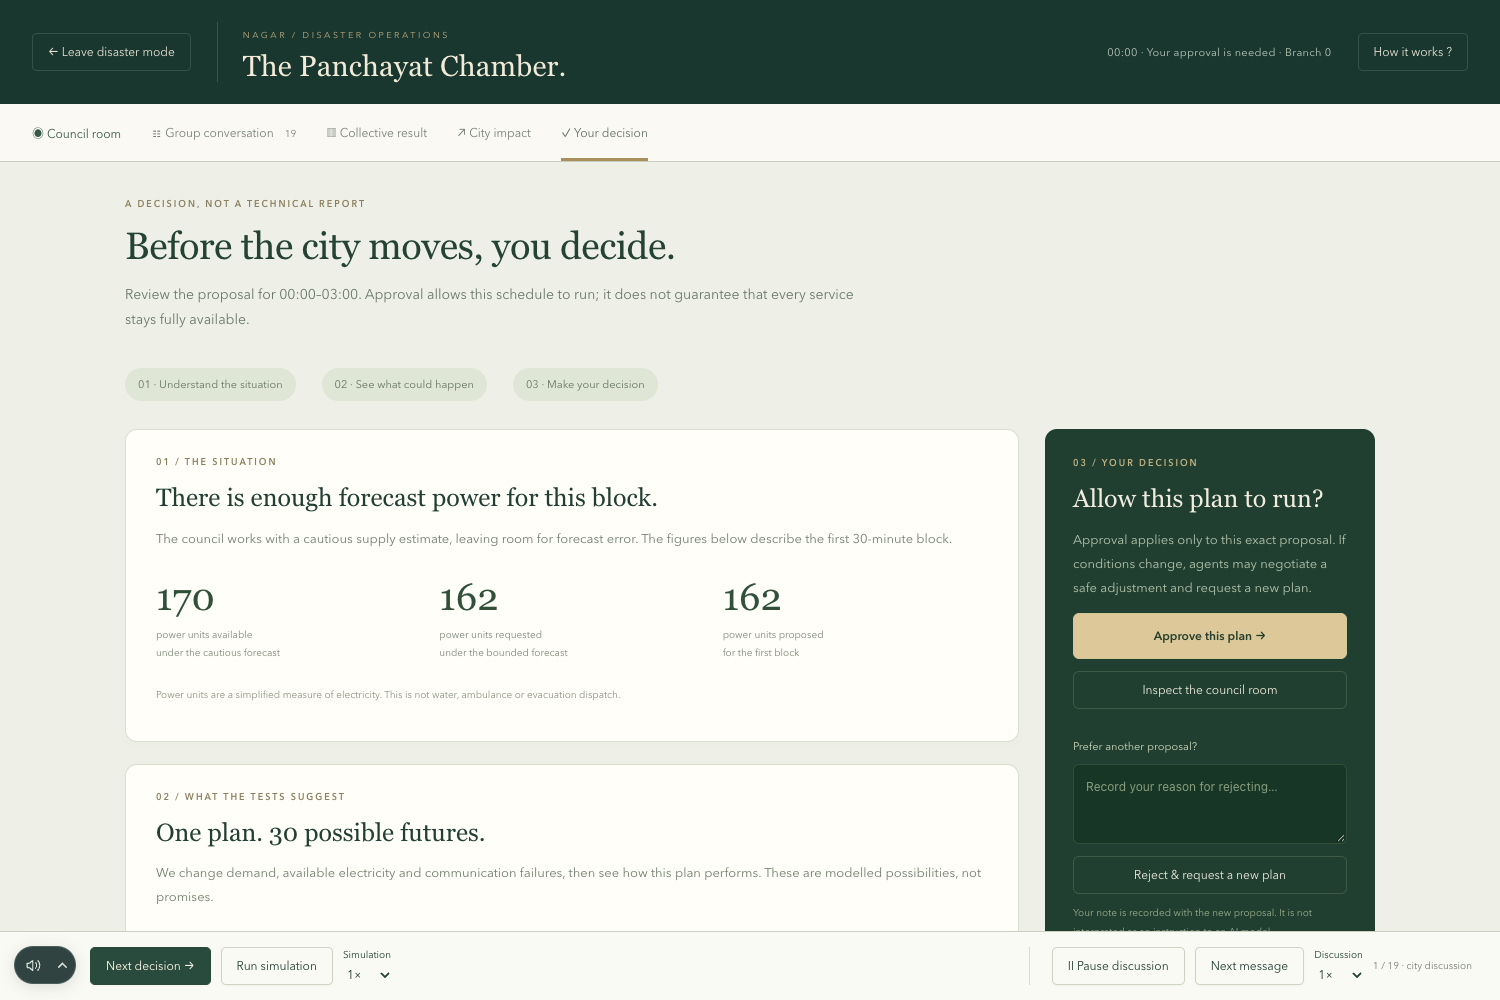 ← Leave disaster mode
NAGAR / DISASTER OPERATIONS
The Panchayat Chamber.
00:00 · Your approval is needed · Branch 0
How it works ?
Council room
Group conversation 19
Collective result
↗ City impact
✓ Your decision
A DECISION, NOT A TECHNICAL REPORT
Before the city moves, you decide.
Review the proposal for 00:00–03:00. Approval allows this schedule to run; it does not guarantee that every service
stays fully available.
01 · Understand the situation
02 · See what could happen
03 · Make your decision
01 / THE SITUATION
There is enough forecast power for this block.
The council works with a cautious supply estimate, leaving room for forecast error. The figures below describe the first 30-minute block.
170
power units available
under the cautious forecast
162
power units requested
under the bounded forecast
162
power units proposed
for the first block
Power units are a simplified measure of electricity. This is not water, ambulance or evacuation dispatch.
02 / WHAT THE TESTS SUGGEST
One plan. 30 possible futures.
We change demand, available electricity and communication failures, then see how this plan performs. These are modelled possibilities, not
promises.
03 / YOUR DECISION
Allow this plan to run?
Approval applies only to this exact proposal. If
conditions change, agents may negotiate a
safe adjustment and request a new plan.
Approve this plan →
Inspect the council room
Prefer another proposal?
Record your reason for rejecting...
Reject & request a new plan
Your note is recorded with the new proposal. It is not
Next decision →
Run simulation
Simulation
1×
II Pause discussion
Next message
Discussion
1×
1 / 19 · city discussion